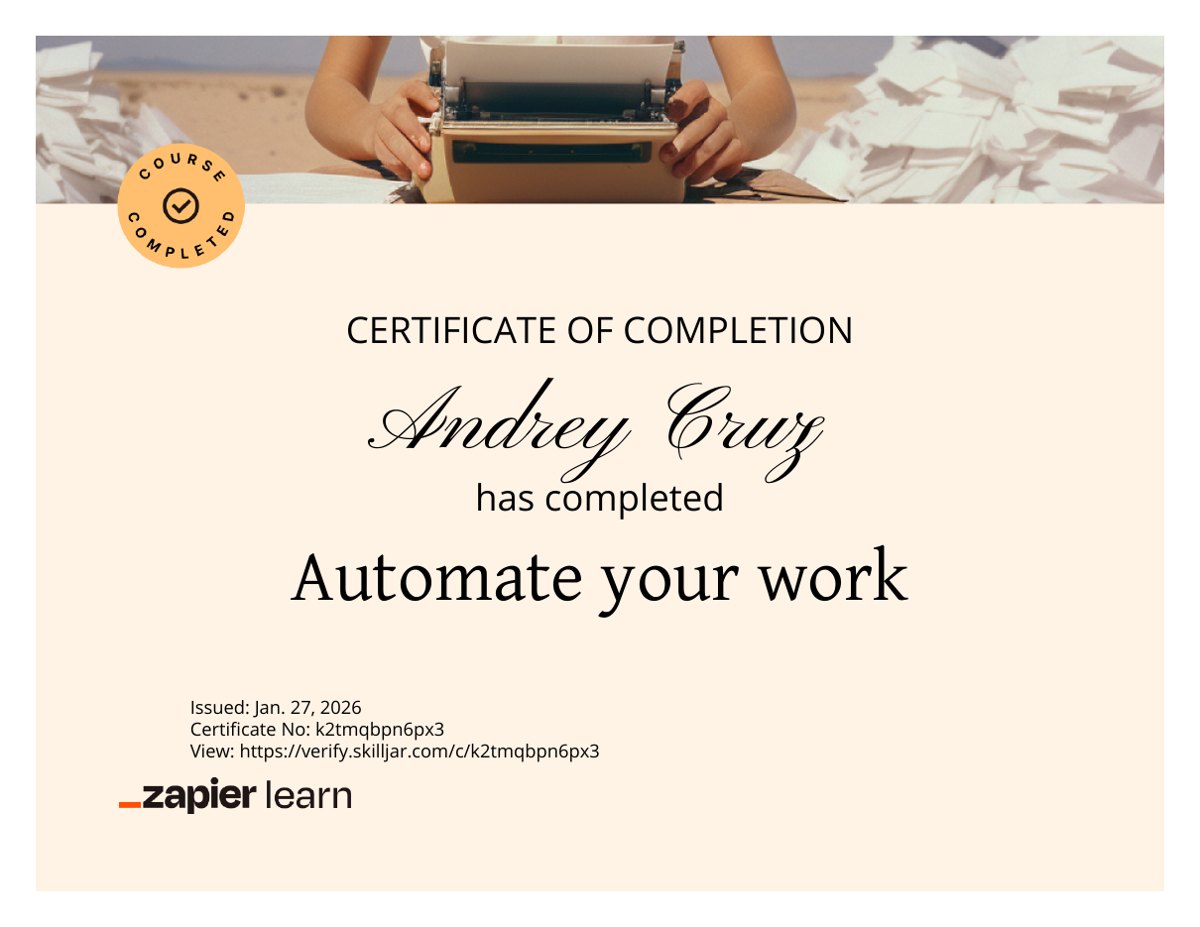 COURSE
COMPLETED
CERTIFICATE OF COMPLETION
Andrey Cruz
has completed
Automate your work
Issued: Jan. 27, 2026
Certificate No: k2tmqbpn6px3
View: https://verify.skilljar.com/c/k2tmqbpn6px3
zapier learn